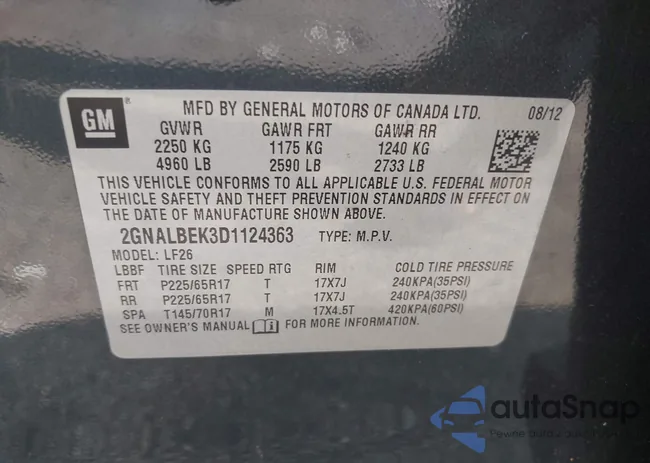 GM
MFD BY GENERAL MOTORS OF CANADA LTD. 08/12
GVWR GAWR FRT GAWR RR
2250 KG 1175 KG 1240 KG
4960 LB 2590 LB 2733 LB
THIS VEHICLE CONFORMS TO ALL APPLICABLE U.S. FEDERAL MOTOR
VEHICLE SAFETY AND THEFT PREVENTION STANDARDS IN EFFECT ON
THE DATE OF MANUFACTURE SHOWN ABOVE.
2GNALBEK3D1124363 TYPE: M.P.V.
MODEL: LF26
LBBF TIRE SIZE SPEED RTG RIM COLD TIRE PRESSURE
FRT P225/65R17 T 17X7J 240KPA(35PSI)
RR P225/65R17 T 17X7J 240KPA(35PSI)
SPA T145/70R17 M 17X4.5T 420KPA(60PSI)
SEE OWNER'S MANUAL FOR MORE INFORMATION.
autaSnap
Pewne auta